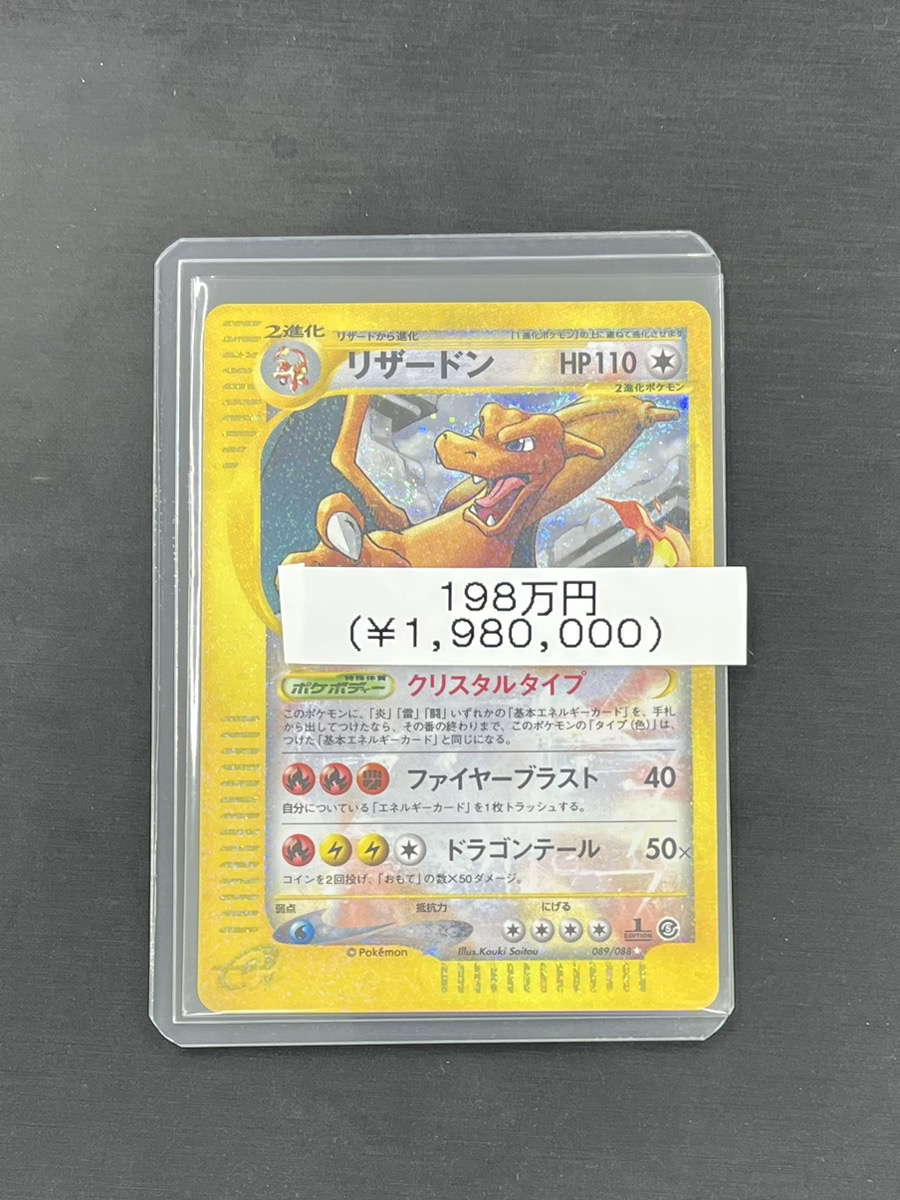 2進化 リザードから進化 「1進化ポケモン」の上に重ねて進化させます
リザードン HP110
2進化ポケモン
198万円
(¥1,980,000)
特殊体質
ポケボディー クリスタルタイプ
このポケモンに、「炎」「雷」「闘」いずれかの「基本エネルギーカード」を、手札
から出してつけたなら、その番の終わりまで、このポケモンの「タイプ（色）」は、
つけた「基本エネルギーカード」と同じになる。
ファイヤーブラスト 40
自分についている「エネルギーカード」を1枚トラッシュする。
ドラゴンテール 50×
コインを2回投げ、「おもて」の数×50ダメージ。
弱点 抵抗力 にげる
1 EDITION
©Pokémon Illus.Kouki Saitou 089/088